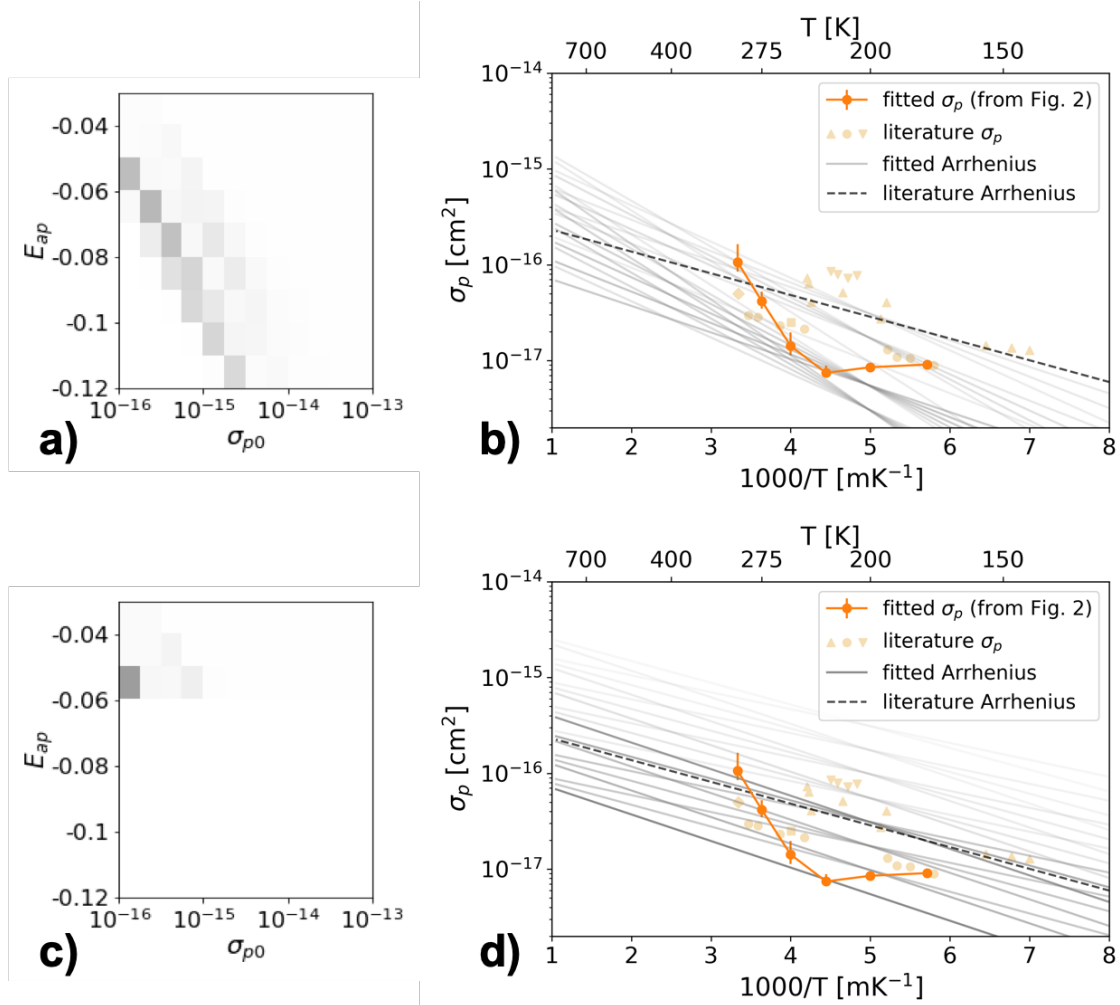 -0.04
-0.06
-0.08
-0.1
-0.12
E_ap
10^−16
10^−15
10^−14
10^−13
σ_p0
a)
T [K]
700
400
275
200
150
10^−14
10^−15
10^−16
10^−17
σ_p [cm^2]
fitted σ_p (from Fig. 2)
literature σ_p
fitted Arrhenius
literature Arrhenius
1
2
3
4
5
6
7
8
1000/T [mK^−1]
b)
-0.04
-0.06
-0.08
-0.1
-0.12
E_ap
10^−16
10^−15
10^−14
10^−13
σ_p0
c)
T [K]
700
400
275
200
150
10^−14
10^−15
10^−16
10^−17
σ_p [cm^2]
fitted σ_p (from Fig. 2)
literature σ_p
fitted Arrhenius
literature Arrhenius
1
2
3
4
5
6
7
8
1000/T [mK^−1]
d)